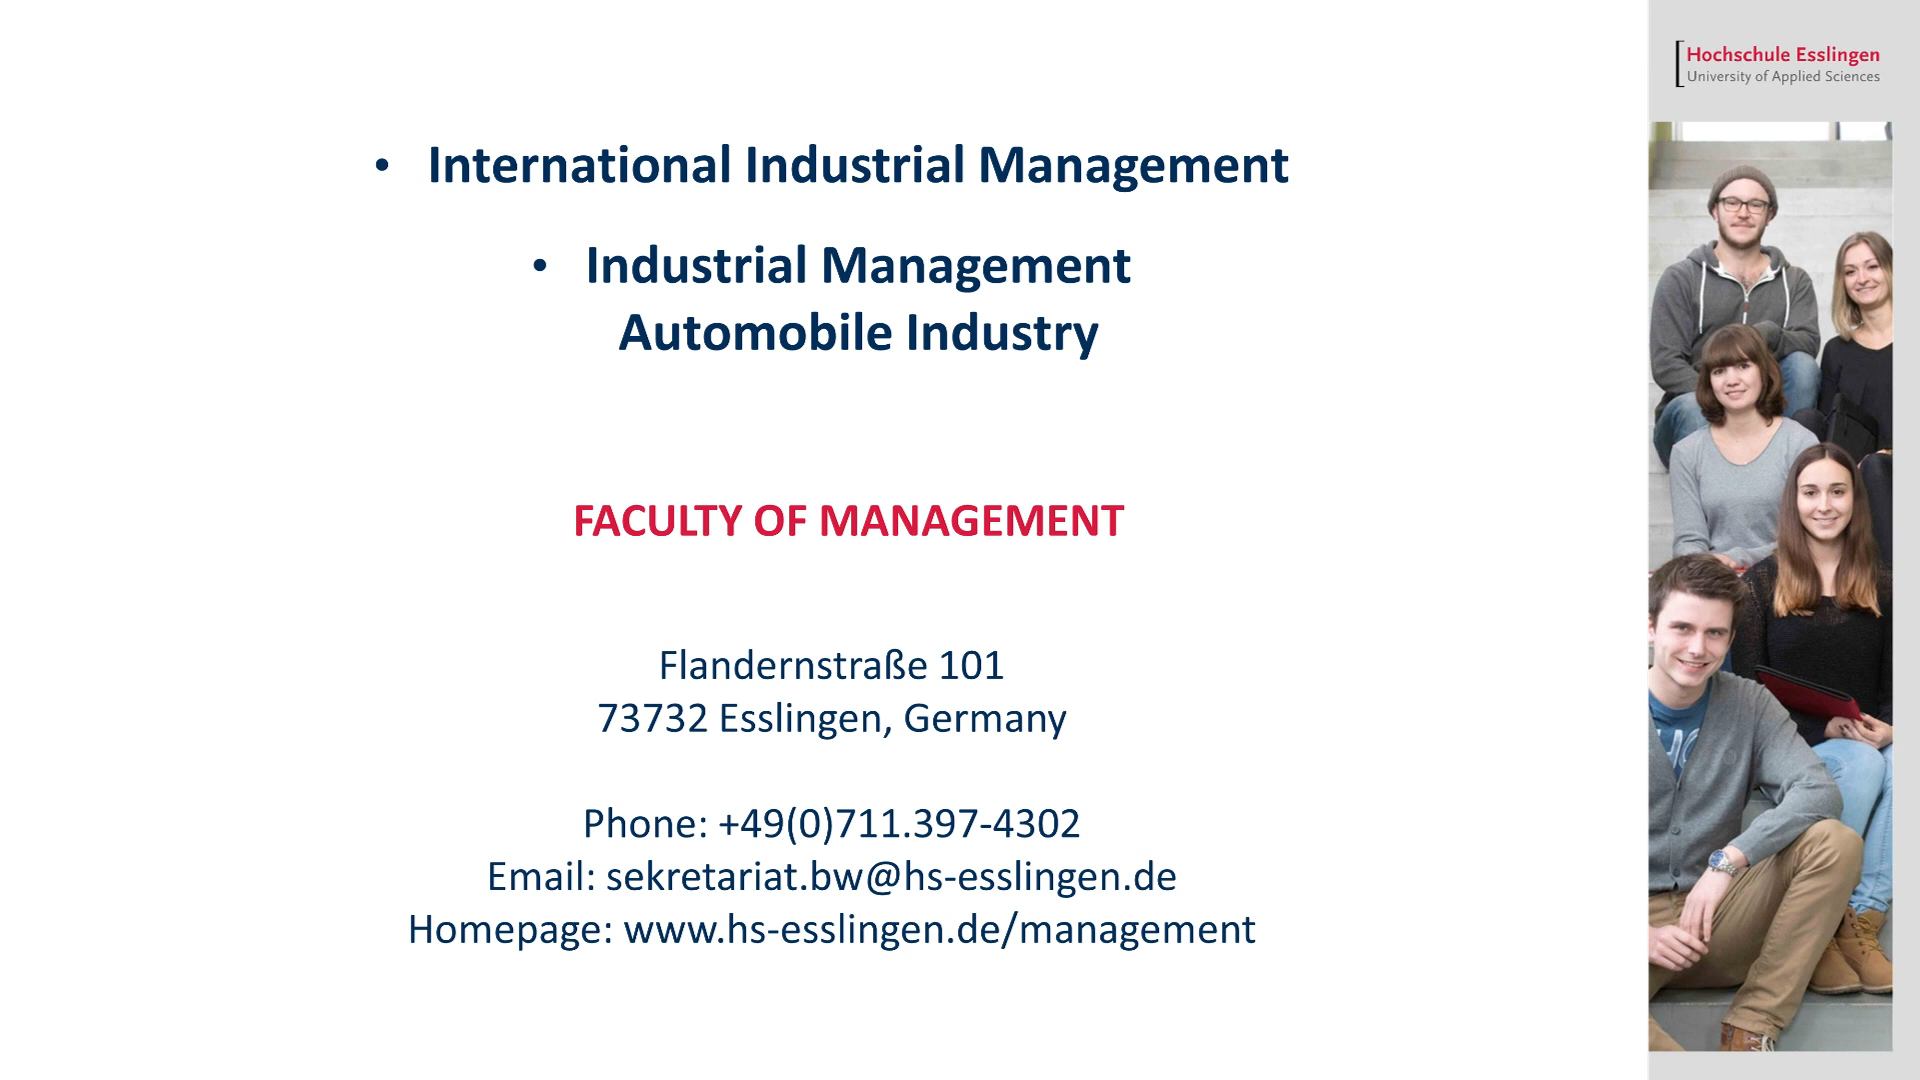 Hochschule Esslingen
University of Applied Sciences
• International Industrial Management
• Industrial Management
Automobile Industry
FACULTY OF MANAGEMENT
Flandernstraße 101
73732 Esslingen, Germany
Phone: +49(0)711.397-4302
Email: sekretariat.bw@hs-esslingen.de
Homepage: www.hs-esslingen.de/management